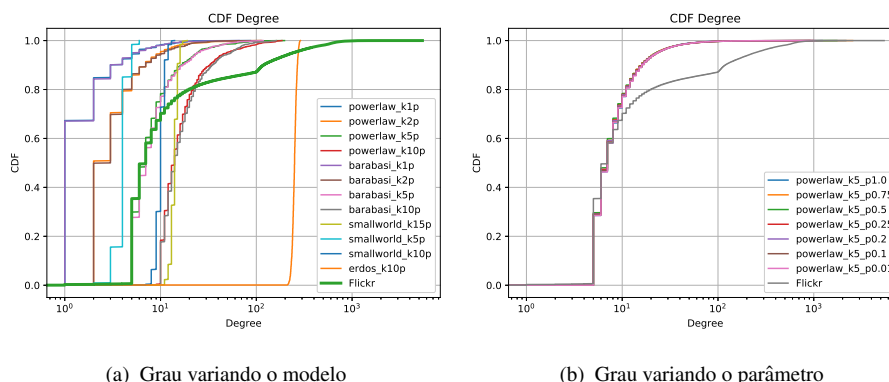 CDF Degree
1.0
0.8
0.6
0.4
0.2
0.0
CDF
10^0
10^1
10^2
10^3
Degree
powerlaw_k1p
powerlaw_k2p
powerlaw_k5p
powerlaw_k10p
barabasi_k1p
barabasi_k2p
barabasi_k5p
barabasi_k10p
smallworld_k15p
smallworld_k5p
smallworld_k10p
erdos_k10p
Flickr
(a) Grau variando o modelo
CDF Degree
1.0
0.8
0.6
0.4
0.2
0.0
CDF
10^0
10^1
10^2
10^3
Degree
powerlaw_k5_p1.0
powerlaw_k5_p0.75
powerlaw_k5_p0.5
powerlaw_k5_p0.25
powerlaw_k5_p0.2
powerlaw_k5_p0.1
powerlaw_k5_p0.01
Flickr
(b) Grau variando o parâmetro